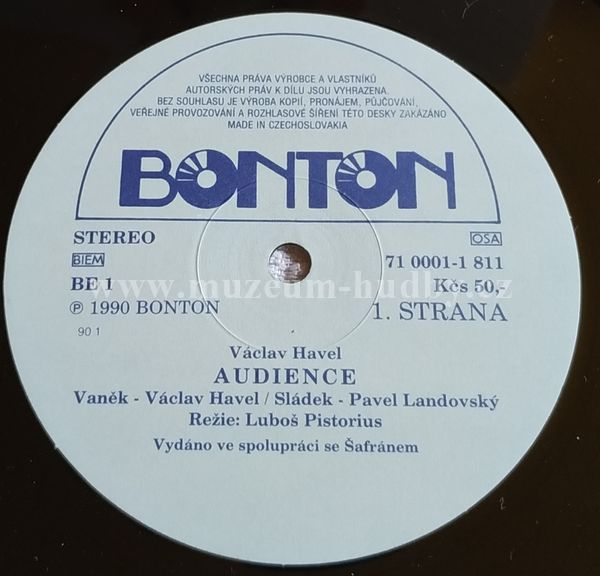 VŠECHNA PRÁVA VÝROBCE A VLASTNÍKŮ
AUTORSKÝCH PRÁV K DÍLU JSOU VYHRAZENA.
BEZ SOUHLASU JE VÝROBA KOPIÍ, PRONÁJEM, PŮJČOVÁNÍ,
VEŘEJNÉ PROVOZOVÁNÍ A ROZHLASOVÉ ŠÍŘENÍ TÉTO DESKY ZAKÁZÁNO
MADE IN CZECHOSLOVAKIA
BONTON
STEREO OSA
BIEM 71 0001-1 811
BE 1 Kčs 50,-
www.muzeum-hudby.cz
℗ 1990 BONTON 1. STRANA
90 1
Václav Havel
AUDIENCE
Vaněk - Václav Havel / Sládek - Pavel Landovský
Režie: Luboš Pistorius
Vydáno ve spolupráci se Šafránem